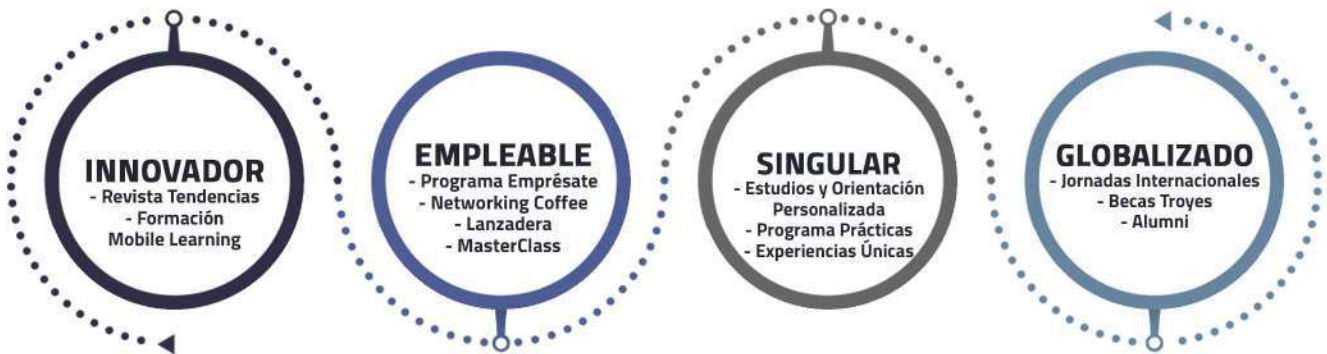 INNOVADOR
- Revista Tendencias
- Formación
Mobile Learning
EMPLEABLE
- Programa Emprésate
- Networking Coffee
- Lanzadera
- MasterClass
SINGULAR
- Estudios y Orientación
Personalizada
- Programa Prácticas
- Experiencias Únicas
GLOBALIZADO
- Jornadas Internacionales
- Becas Troyes
- Alumni